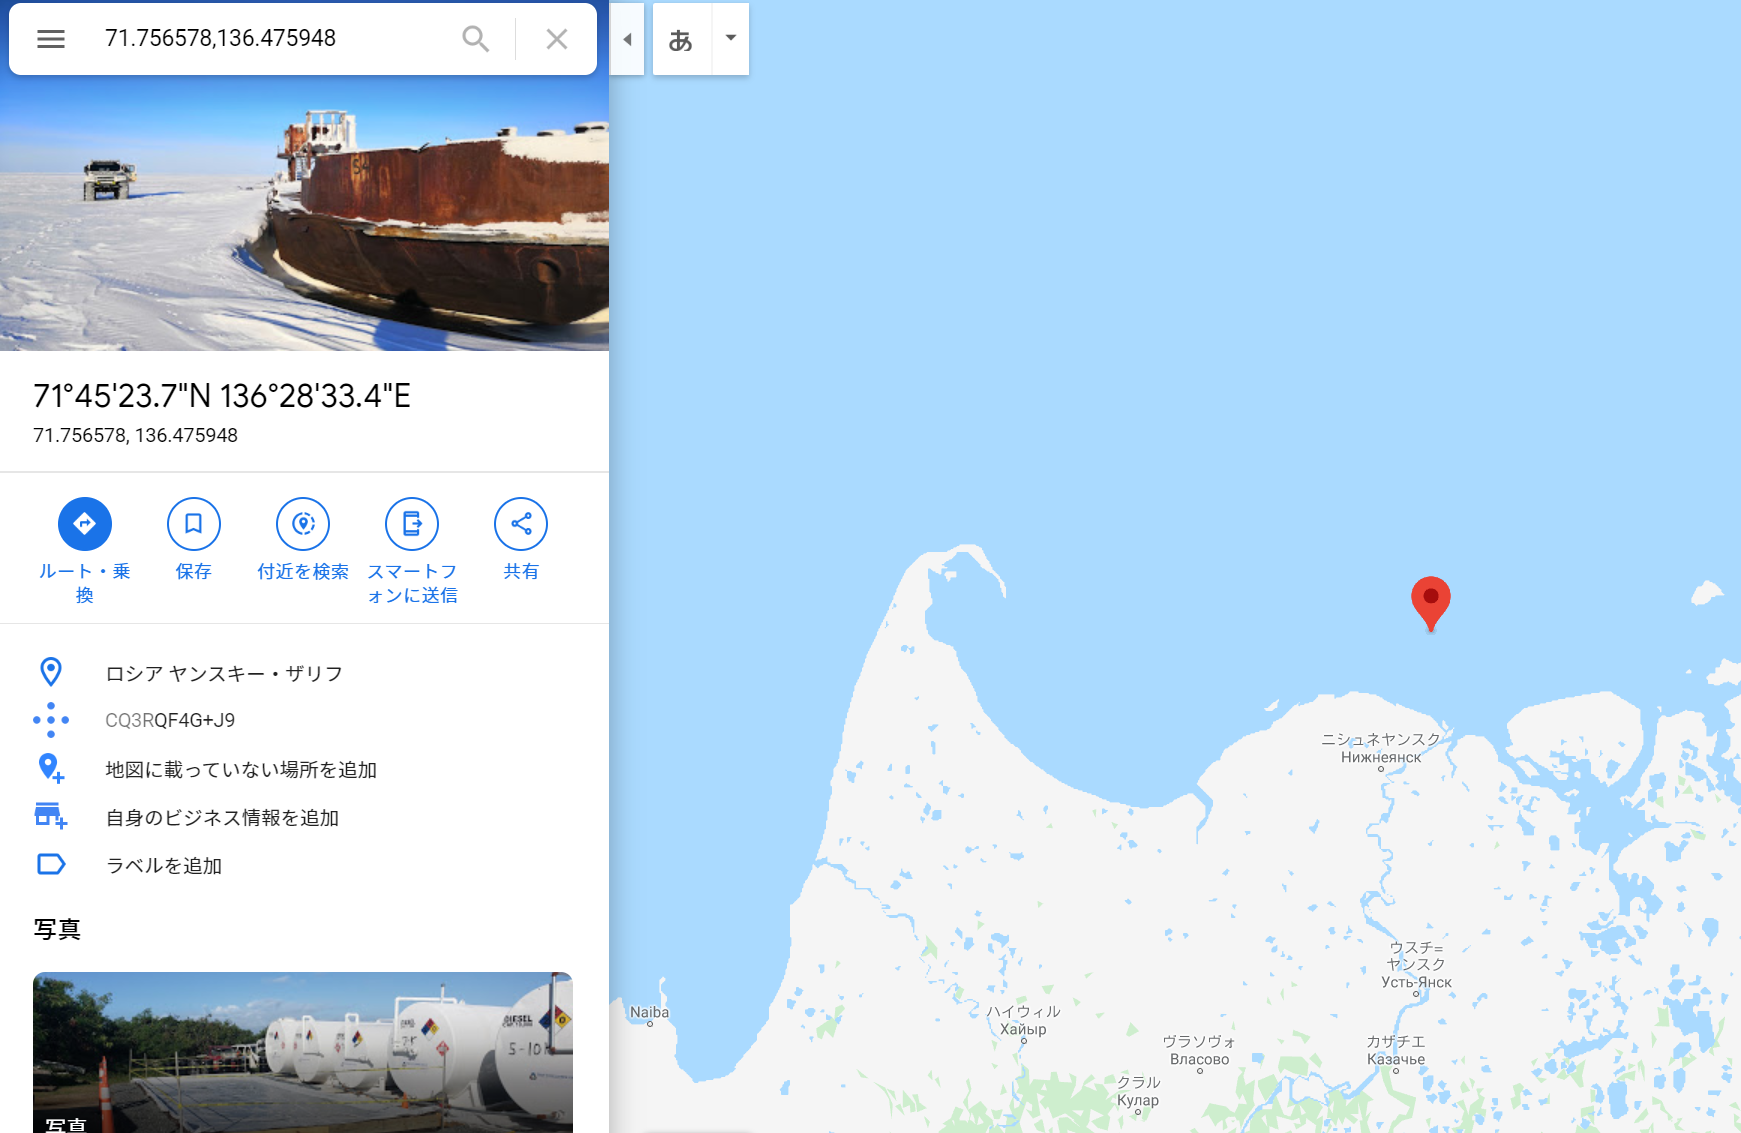 71.756578,136.475948
あ
54
71°45'23.7"N 136°28'33.4"E
71.756578, 136.475948
ルート・乗
換
保存
付近を検索
スマートフ
ォンに送信
共有
ロシア ヤンスキー・ザリフ
CQ3RQF4G+J9
地図に載っていない場所を追加
自身のビジネス情報を追加
ラベルを追加
写真
DIESEL
S-10K
写真
ニシュネヤンスク
Нижнеянск
ウスチ=
ヤンスク
Усть-Янск
Naiba
ハイウィル
Хайыр
ヴラソヴォ
Власово
カザチエ
Казачье
クラル
Кулар